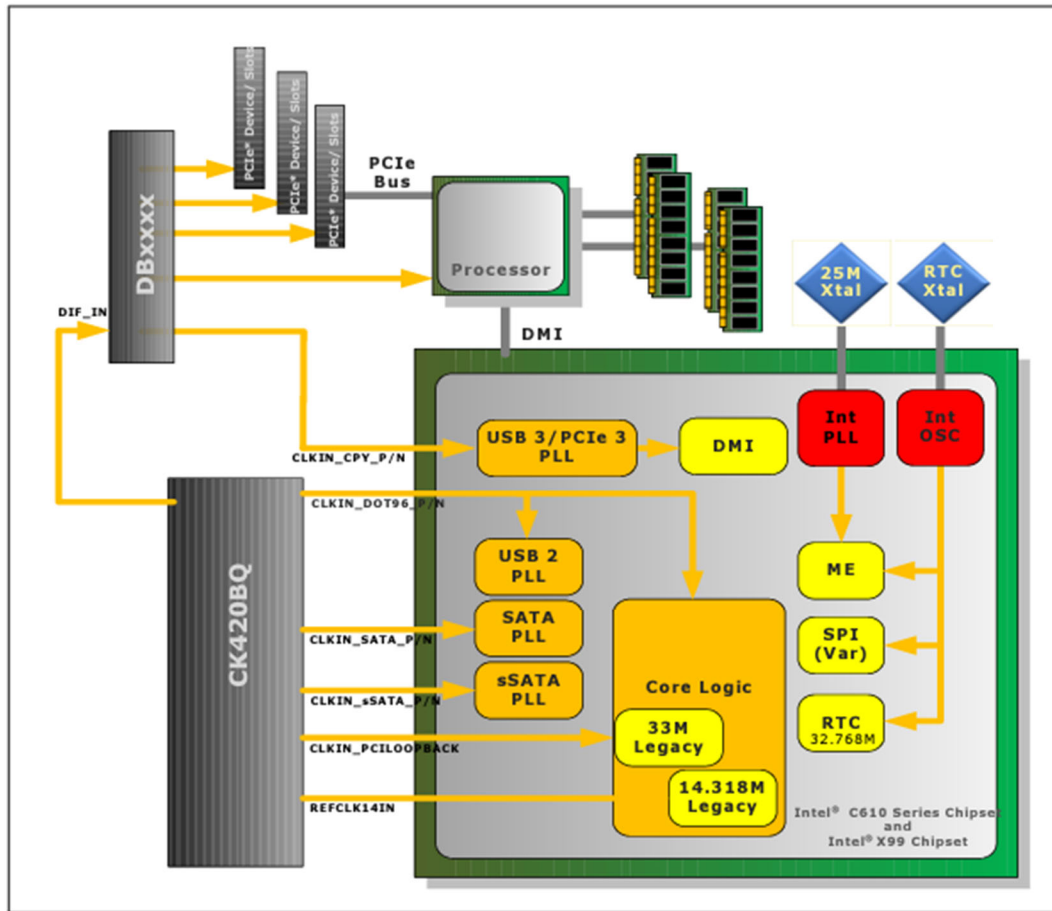 PCIe* Device/ Slots
PCIe* Device/ Slots
PCIe* Device/ Slots
DBxxxx
PCIe
Bus
Processor
25M
Xtal
RTC
Xtal
DIF_IN
DMI
Int
PLL
Int
OSC
USB 3/PCIe 3
PLL
DMI
CLKIN_CPY_P/N
CLKIN_DOT96_P/N
CK420BQ
USB 2
PLL
ME
SATA
PLL
CLKIN_SATA_P/N
SPI
(Var)
sSATA
PLL
CLKIN_sSATA_P/N
Core Logic
RTC
32.768M
33M
Legacy
CLKIN_PCILOOPBACK
14.318M
Legacy
REFCLK14IN
Intel® C610 Series Chipset
and
Intel® X99 Chipset